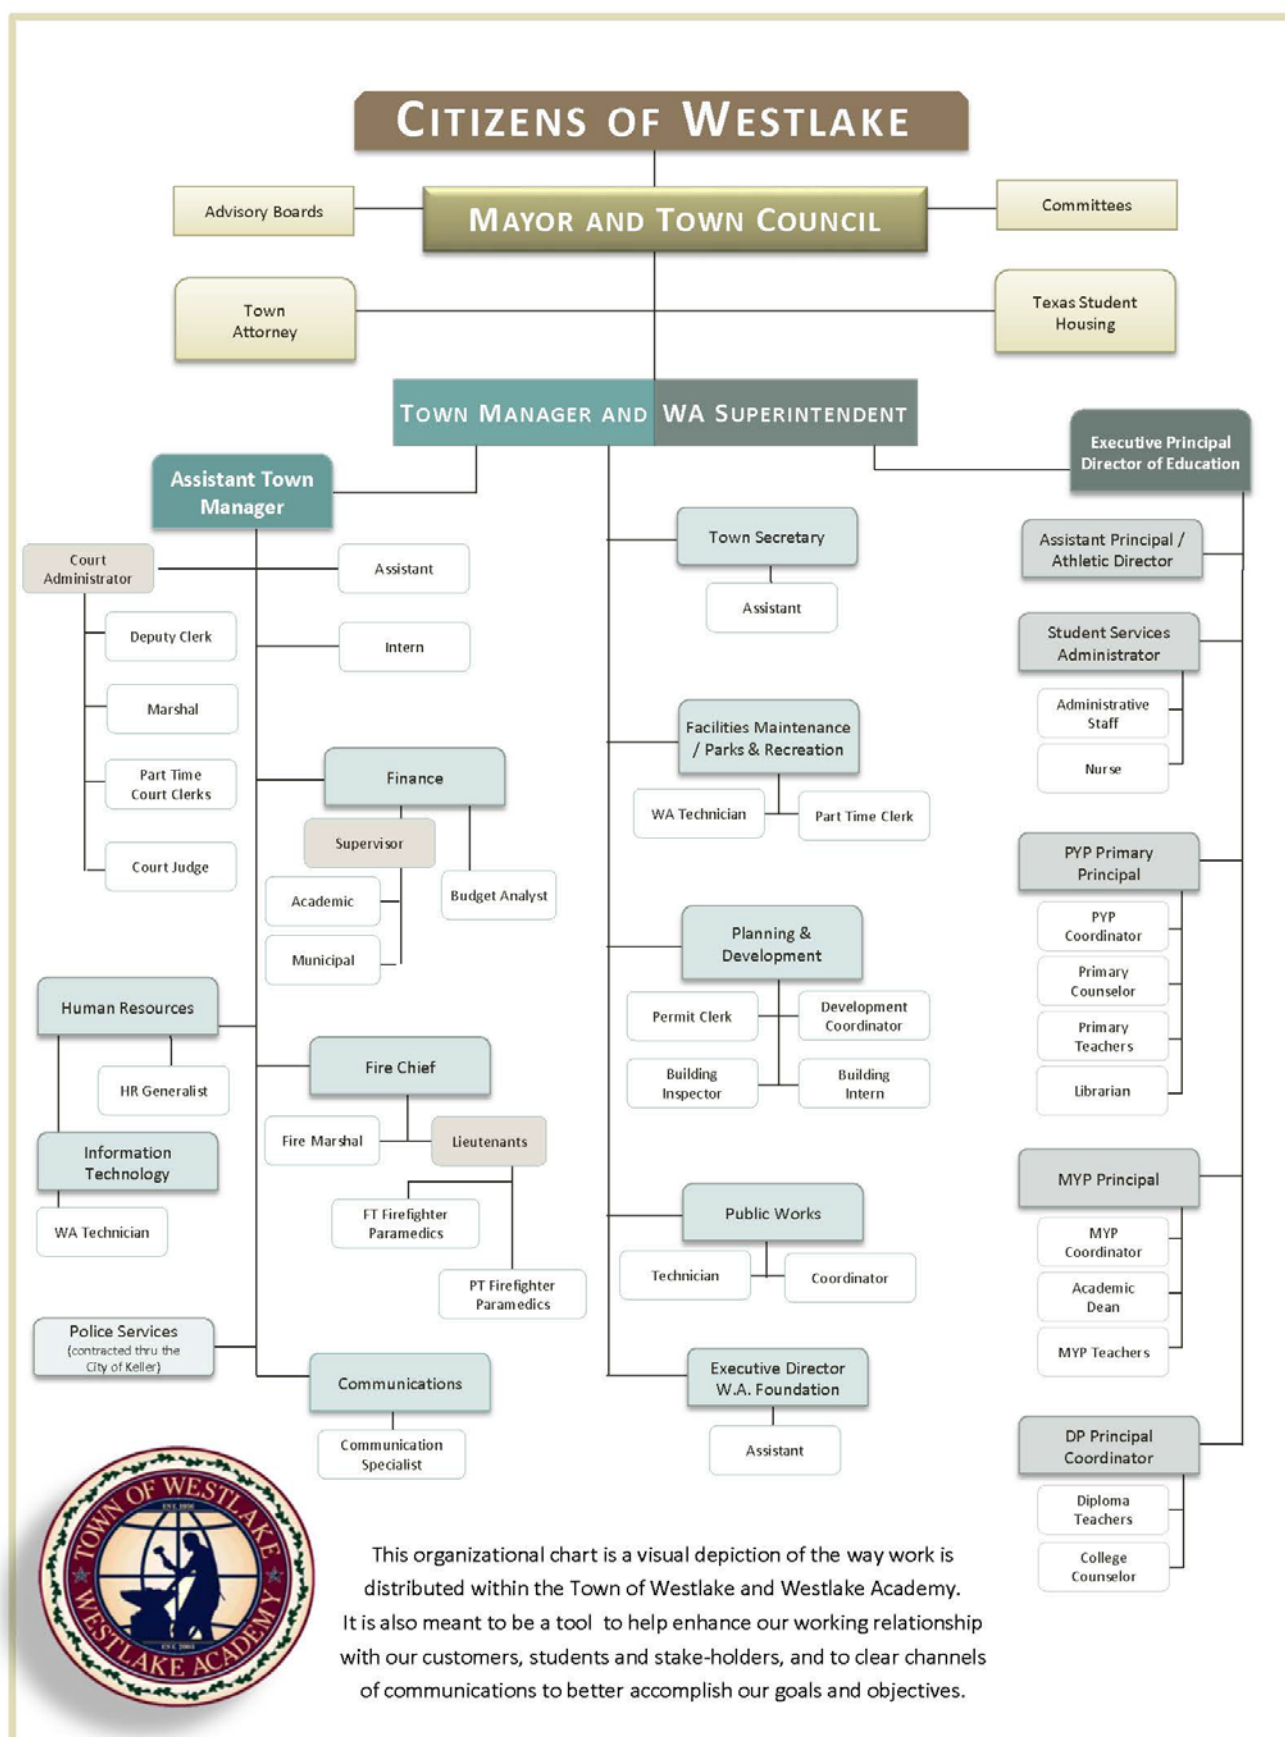 CITIZENS OF WESTLAKE
Advisory Boards
MAYOR AND TOWN COUNCIL
Committees
Town
Attorney
Texas Student
Housing
TOWN MANAGER AND WA SUPERINTENDENT
Executive Principal
Director of Education
Assistant Town
Manager
Court
Administrator
Assistant
Deputy Clerk
Intern
Marshal
Part Time
Court Clerks
Court Judge
Finance
Supervisor
Academic
Municipal
Budget Analyst
Human Resources
HR Generalist
Information
Technology
WA Technician
Fire Chief
Fire Marshal
Lieutenants
FT Firefighter
Paramedics
PT Firefighter
Paramedics
Police Services
(contracted thru the
City of Keller)
Communications
Communication
Specialist
Town Secretary
Assistant
Facilities Maintenance
/ Parks & Recreation
WA Technician
Part Time Clerk
Planning &
Development
Permit Clerk
Development
Coordinator
Building
Inspector
Building
Intern
Public Works
Technician
Coordinator
Executive Director
W.A. Foundation
Assistant
Assistant Principal /
Athletic Director
Student Services
Administrator
Administrative
Staff
Nurse
PYP Primary
Principal
PYP
Coordinator
Primary
Counselor
Primary
Teachers
Librarian
MYP Principal
MYP
Coordinator
Academic
Dean
MYP Teachers
DP Principal
Coordinator
Diploma
Teachers
College
Counselor
TOWN OF WESTLAKE
WESTLAKE ACADEMY
This organizational chart is a visual depiction of the way work is
distributed within the Town of Westlake and Westlake Academy.
It is also meant to be a tool to help enhance our working relationship
with our customers, students and stake-holders, and to clear channels
of communications to better accomplish our goals and objectives.